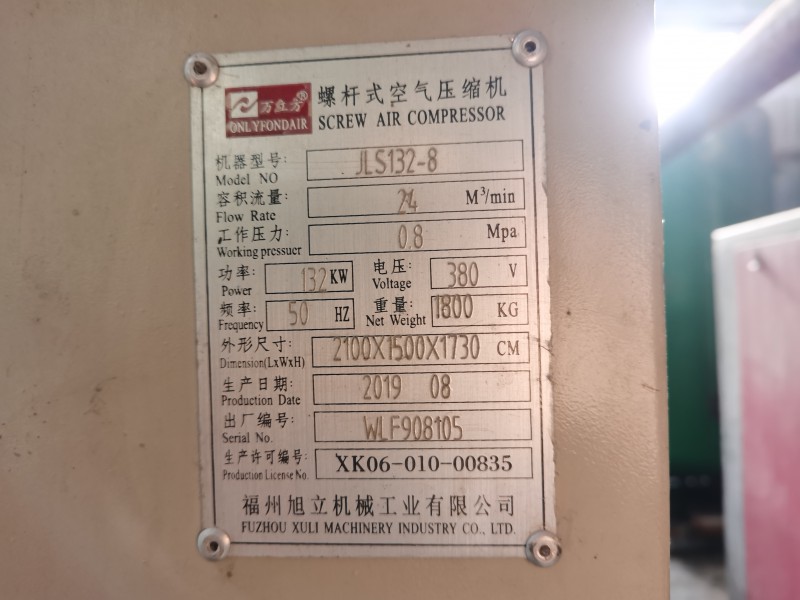 万立方®
ONLYFONDAIR
螺杆式空气压缩机
SCREW AIR COMPRESSOR
机器型号: JLS132-8
Model NO
容积流量: 24 M³/min
Flow Rate
工作压力: 0.8 Mpa
Working pressuer
功率: 132 KW 电压: 380 V
Power Voltage
频率: 50 HZ 重量: 1800 KG
Frequency Net Weight
外形尺寸: 2100X1500X1730 CM
Dimension(LxWxH)
生产日期: 2019 08
Production Date
出厂编号: WLF908105
Serial No.
生产许可编号: XK06-010-00835
Production License No.
福州旭立机械工业有限公司
FUZHOU XULI MACHINERY INDUSTRY CO., LTD.